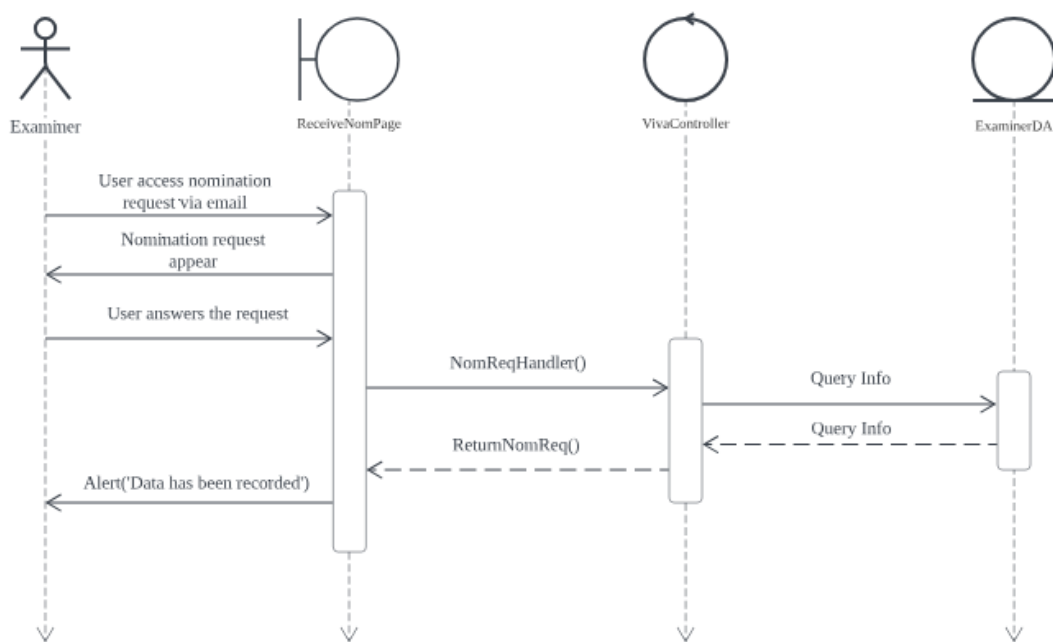 Examiner
ReceiveNomPage
VivaController
ExaminerDA
User access nomination
request via email
Nomination request
appear
User answers the request
NomReqHandler()
Query Info
Query Info
ReturnNomReq()
Alert('Data has been recorded')